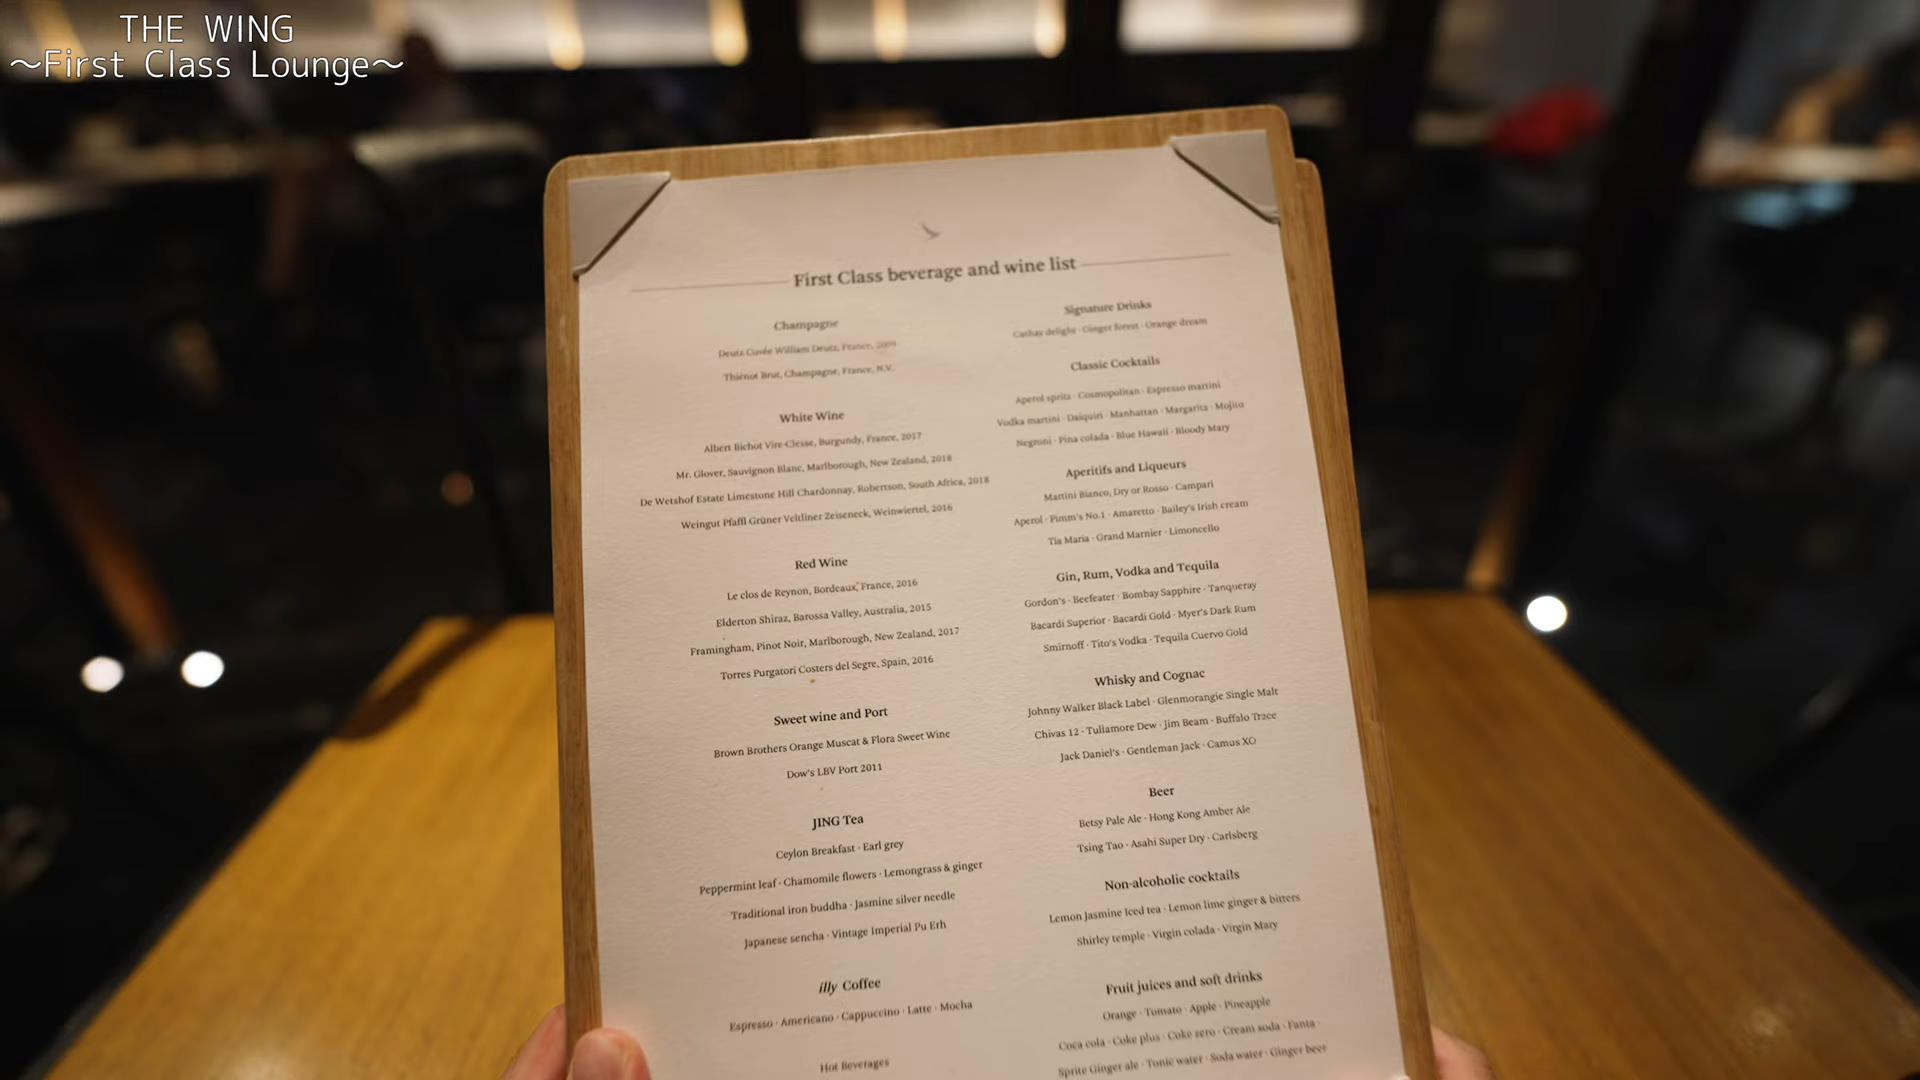 THE WING
～First Class Lounge～
First Class beverage and wine list
Champagne
Deutz Cuvée William Deutz, France,
Thiénot Brut, Champagne, France, N.V.
White Wine
Albert Bichot Vire-Clesse, Burgundy, France, 2017
Mr. Glover, Sauvignon Blanc, Marlborough, New Zealand, 2018
De Wetshof Estate Limestone Hill Chardonnay, Robertson, South Africa, 2018
Weingut Pfaffl Grüner Veltliner Zeiseneck, Weinwiertel, 2016
Red Wine
Le clos de Reynon, Bordeaux, France, 2016
Elderton Shiraz, Barossa Valley, Australia, 2015
Framingham, Pinot Noir, Marlborough, New Zealand, 2017
Torres Purgatori Costers del Segre, Spain, 2016
Sweet wine and Port
Brown Brothers Orange Muscat & Flora Sweet Wine
Dow's LBV Port 2011
JING Tea
Ceylon Breakfast · Earl grey
Peppermint leaf · Chamomile flowers · Lemongrass & ginger
Traditional iron buddha · Jasmine silver needle
Japanese sencha · Vintage Imperial Pu Erh
illy Coffee
Espresso · Americano · Cappuccino · Latte · Mocha
Hot Beverages
Signature Drinks
Cathay delight · Ginger forest · Orange dream
Classic Cocktails
Aperol spritz · Cosmopolitan · Espresso martini
Vodka martini · Daiquiri · Manhattan · Margarita · Mojito
Negroni · Pina colada · Blue Hawaii · Bloody Mary
Aperitifs and Liqueurs
Martini Bianco, Dry or Rosso · Campari
Aperol · Pimm's No.1 · Amaretto · Bailey's Irish cream
Tia Maria · Grand Marnier · Limoncello
Gin, Rum, Vodka and Tequila
Gordon's · Beefeater · Bombay Sapphire · Tanqueray
Bacardi Superior · Bacardi Gold · Myer's Dark Rum
Smirnoff · Tito's Vodka · Tequila Cuervo Gold
Whisky and Cognac
Johnny Walker Black Label · Glenmorangie Single Malt
Chivas 12 · Tullamore Dew · Jim Beam · Buffalo Trace
Jack Daniel's · Gentleman Jack · Camus XO
Beer
Betsy Pale Ale · Hong Kong Amber Ale
Tsing Tao · Asahi Super Dry · Carlsberg
Non-alcoholic cocktails
Lemon Jasmine Iced tea · Lemon lime ginger & bitters
Shirley temple · Virgin colada · Virgin Mary
Fruit juices and soft drinks
Orange · Tomato · Apple · Pineapple
Coca cola · Coke plus · Coke zero · Cream soda · Fanta ·
Sprite Ginger ale · Tonic water · Soda water · Ginger beer